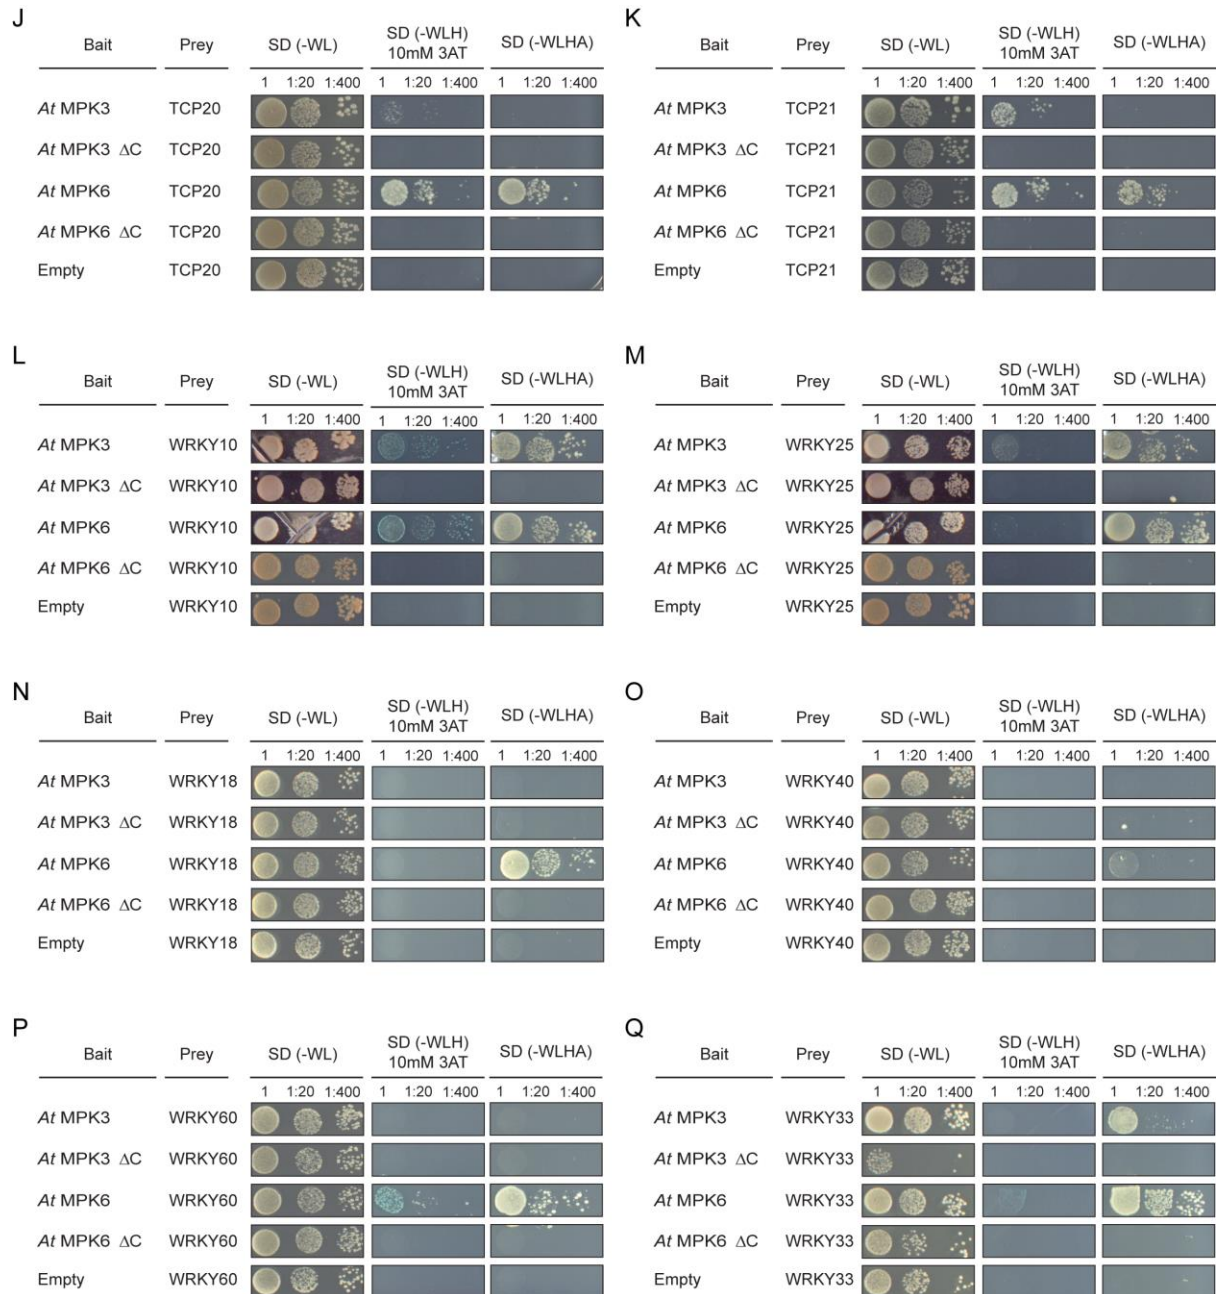 J
Bait Prey SD (-WL) SD (-WLH) 10mM 3AT SD (-WLHA)
1 1:20 1:400 1 1:20 1:400 1 1:20 1:400
At MPK3 TCP20
At MPK3 ΔC TCP20
At MPK6 TCP20
At MPK6 ΔC TCP20
Empty TCP20
K
Bait Prey SD (-WL) SD (-WLH) 10mM 3AT SD (-WLHA)
1 1:20 1:400 1 1:20 1:400 1 1:20 1:400
At MPK3 TCP21
At MPK3 ΔC TCP21
At MPK6 TCP21
At MPK6 ΔC TCP21
Empty TCP21
L
Bait Prey SD (-WL) SD (-WLH) 10mM 3AT SD (-WLHA)
1 1:20 1:400 1 1:20 1:400 1 1:20 1:400
At MPK3 WRKY10
At MPK3 ΔC WRKY10
At MPK6 WRKY10
At MPK6 ΔC WRKY10
Empty WRKY10
M
Bait Prey SD (-WL) SD (-WLH) 10mM 3AT SD (-WLHA)
1 1:20 1:400 1 1:20 1:400 1 1:20 1:400
At MPK3 WRKY25
At MPK3 ΔC WRKY25
At MPK6 WRKY25
At MPK6 ΔC WRKY25
Empty WRKY25
N
Bait Prey SD (-WL) SD (-WLH) 10mM 3AT SD (-WLHA)
1 1:20 1:400 1 1:20 1:400 1 1:20 1:400
At MPK3 WRKY18
At MPK3 ΔC WRKY18
At MPK6 WRKY18
At MPK6 ΔC WRKY18
Empty WRKY18
O
Bait Prey SD (-WL) SD (-WLH) 10mM 3AT SD (-WLHA)
1 1:20 1:400 1 1:20 1:400 1 1:20 1:400
At MPK3 WRKY40
At MPK3 ΔC WRKY40
At MPK6 WRKY40
At MPK6 ΔC WRKY40
Empty WRKY40
P
Bait Prey SD (-WL) SD (-WLH) 10mM 3AT SD (-WLHA)
1 1:20 1:400 1 1:20 1:400 1 1:20 1:400
At MPK3 WRKY60
At MPK3 ΔC WRKY60
At MPK6 WRKY60
At MPK6 ΔC WRKY60
Empty WRKY60
Q
Bait Prey SD (-WL) SD (-WLH) 10mM 3AT SD (-WLHA)
1 1:20 1:400 1 1:20 1:400 1 1:20 1:400
At MPK3 WRKY33
At MPK3 ΔC WRKY33
At MPK6 WRKY33
At MPK6 ΔC WRKY33
Empty WRKY33